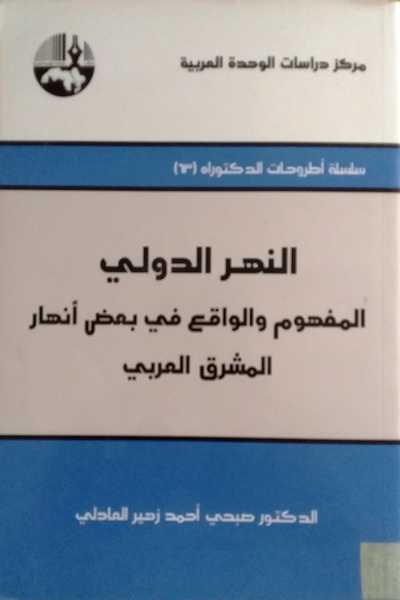 مركز دراسات الوحدة العربية
سلسلة أطروحات الدكتوراه (٦٣)
النهر الدولي
المفهوم والواقع في بعض أنهار
المشرق العربي
الدكتور صبحي أحمد زهير العادلي